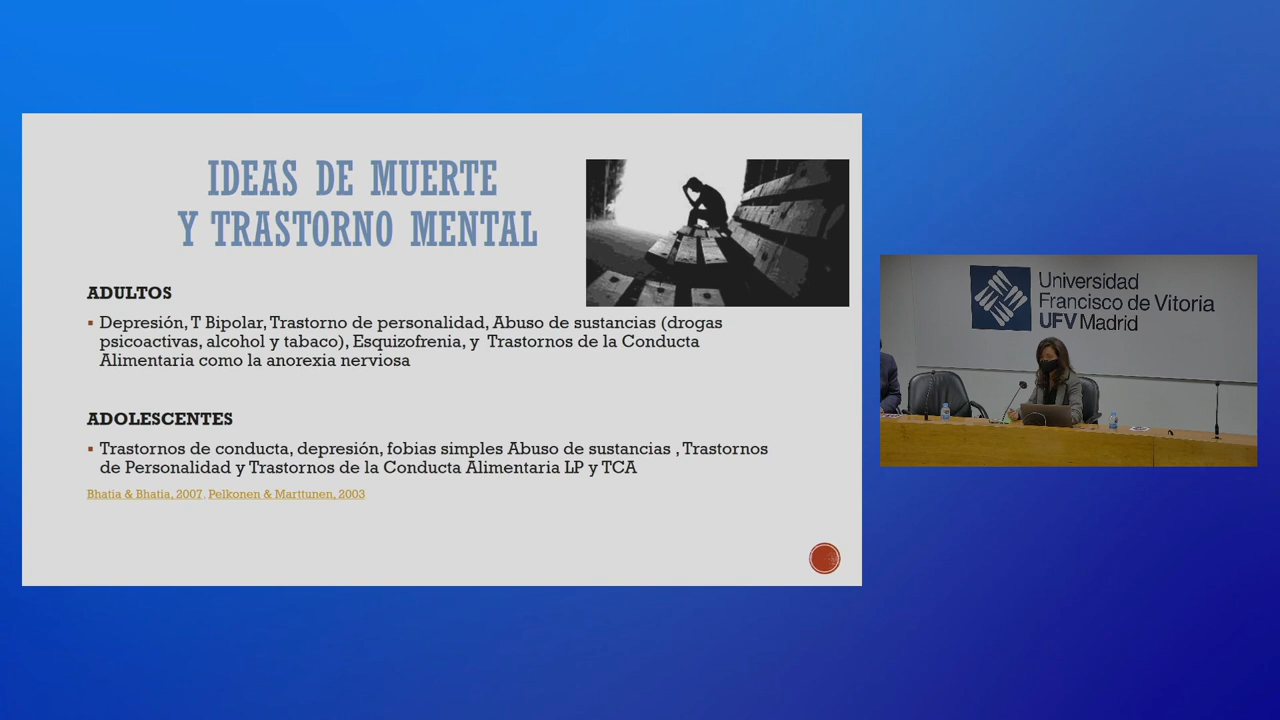 IDEAS DE MUERTE
Y TRASTORNO MENTAL
ADULTOS
▪ Depresión, T Bipolar, Trastorno de personalidad, Abuso de sustancias (drogas
psicoactivas, alcohol y tabaco), Esquizofrenia, y Trastornos de la Conducta
Alimentaria como la anorexia nerviosa
ADOLESCENTES
▪ Trastornos de conducta, depresión, fobias simples Abuso de sustancias , Trastornos
de Personalidad y Trastornos de la Conducta Alimentaria LP y TCA
Bhatia & Bhatia, 2007, Pelkonen & Marttunen, 2003
Universidad
Francisco de Vitoria
UFV Madrid